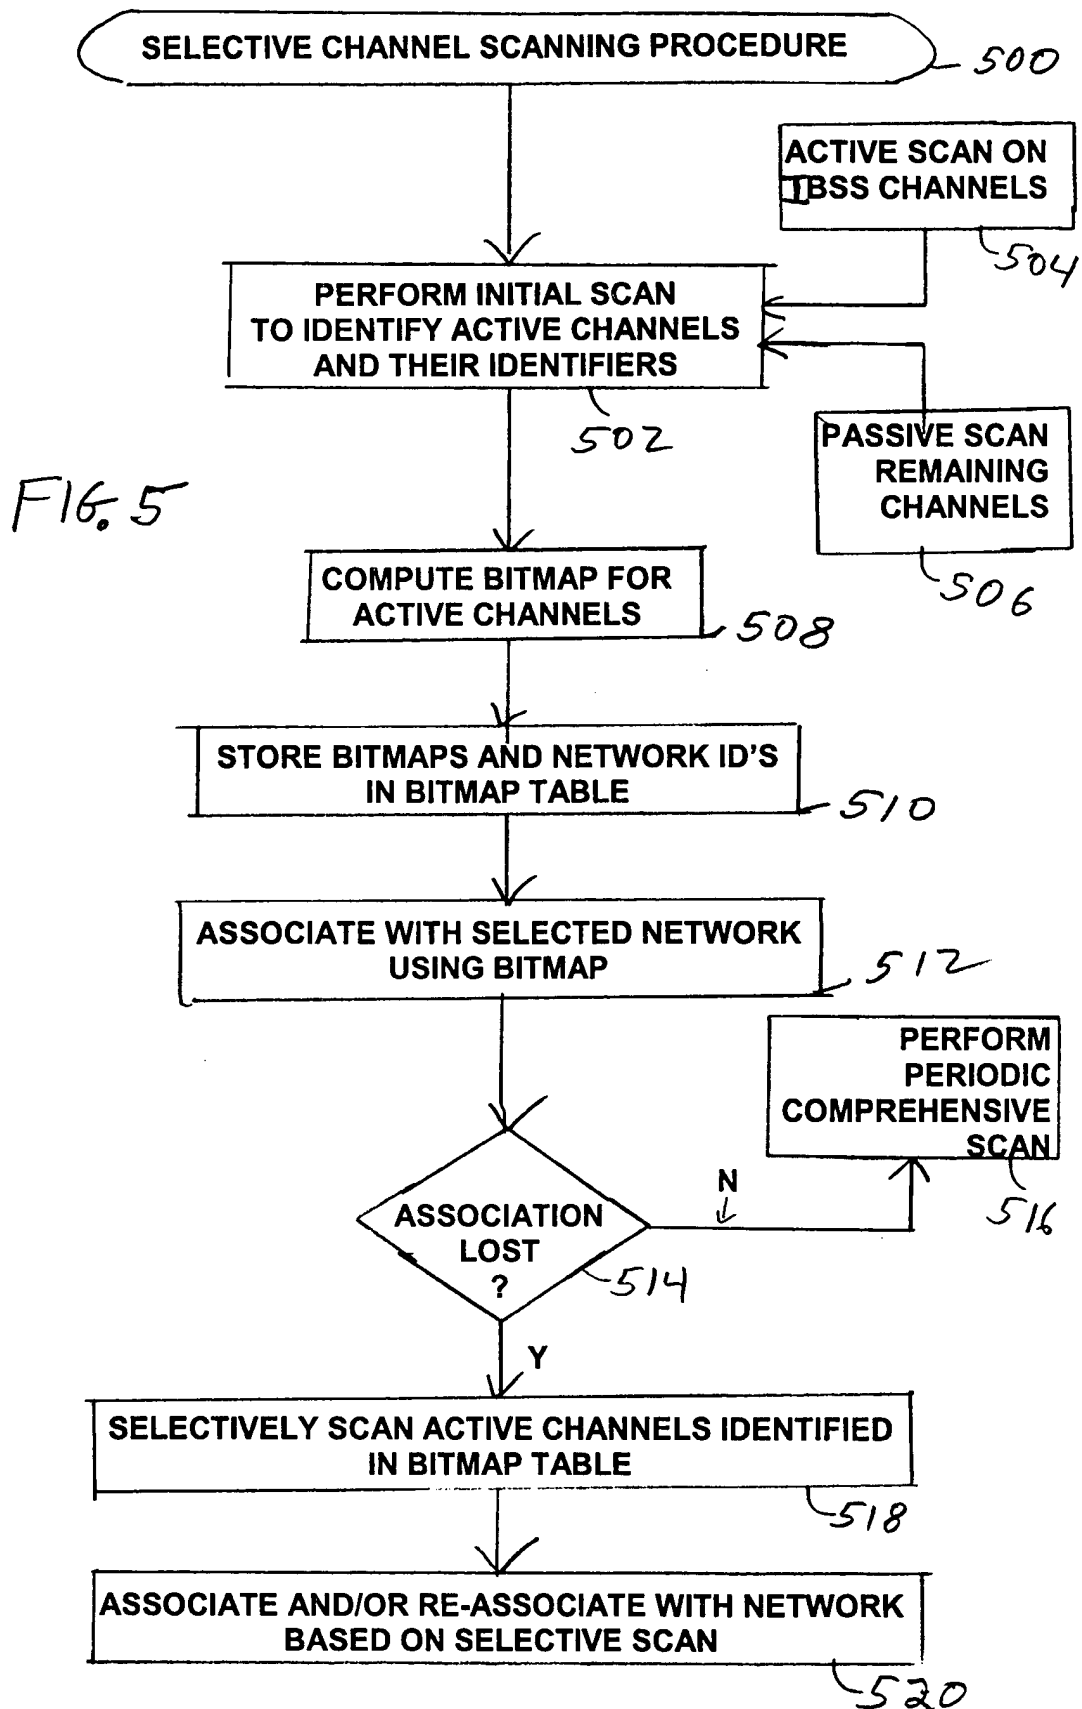 SELECTIVE CHANNEL SCANNING PROCEDURE
500
ACTIVE SCAN ON
IBSS CHANNELS
504
PERFORM INITIAL SCAN
TO IDENTIFY ACTIVE CHANNELS
AND THEIR IDENTIFIERS
502
PASSIVE SCAN
REMAINING
CHANNELS
506
FIG. 5
COMPUTE BITMAP FOR
ACTIVE CHANNELS
508
STORE BITMAPS AND NETWORK ID'S
IN BITMAP TABLE
510
ASSOCIATE WITH SELECTED NETWORK
USING BITMAP
512
PERFORM
PERIODIC
COMPREHENSIVE
SCAN
516
N
ASSOCIATION
LOST
?
514
Y
SELECTIVELY SCAN ACTIVE CHANNELS IDENTIFIED
IN BITMAP TABLE
518
ASSOCIATE AND/OR RE-ASSOCIATE WITH NETWORK
BASED ON SELECTIVE SCAN
520